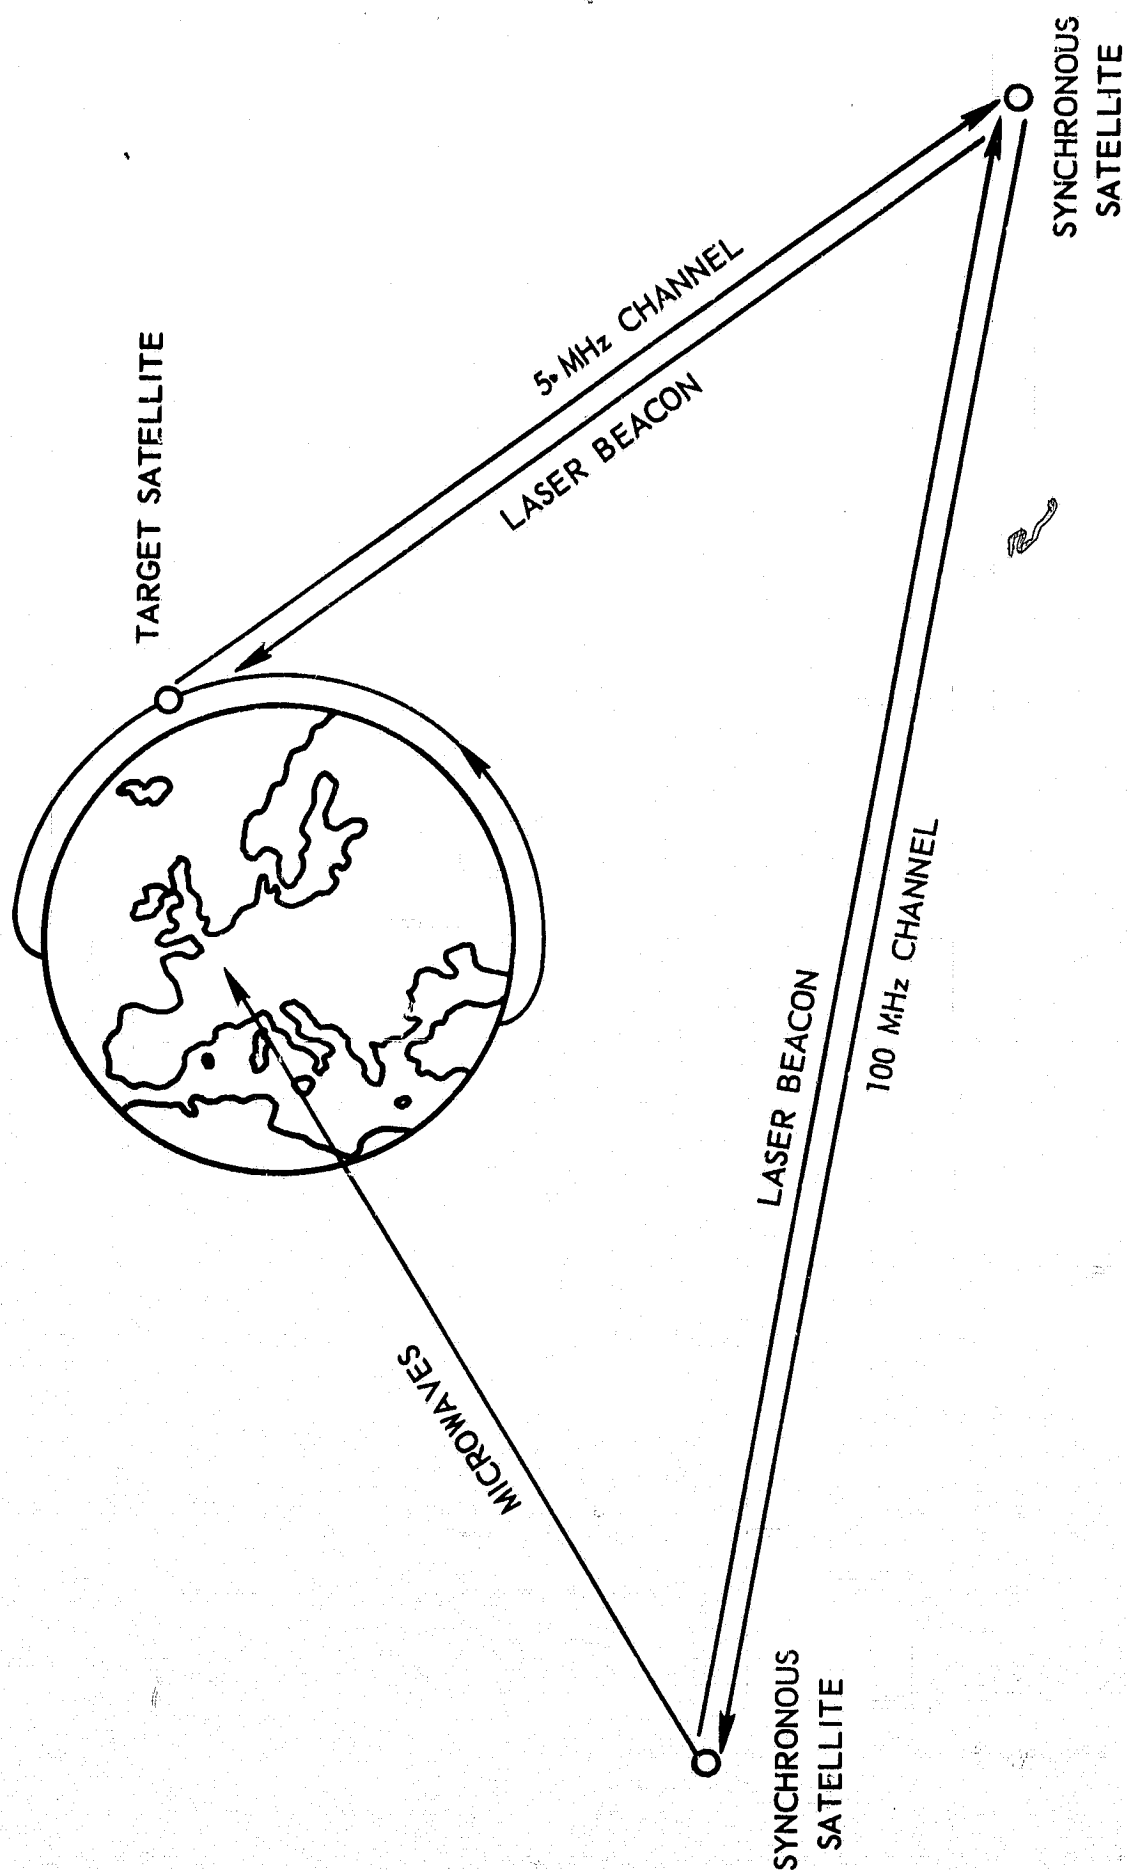 TARGET SATELLITE
MICROWAVES
5. MHz CHANNEL
LASER BEACON
LASER BEACON
100 MHz CHANNEL
SYNCHRONOUS
SATELLITE
SYNCHRONOUS
SATELLITE